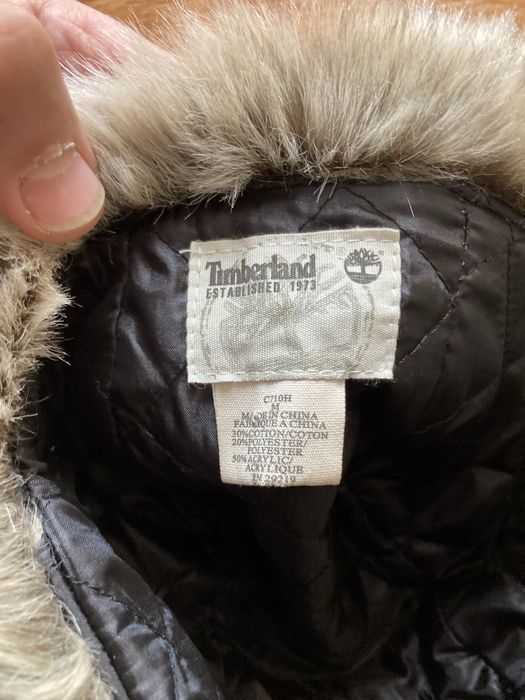 Timberland
ESTABLISHED 1973
C710H
M
MADE IN CHINA
FABRIQUE A CHINA
30%COTTON/COTON
20%POLYESTER/
POLYESTER
50%ACRYLIC/
ACRYLIQUE